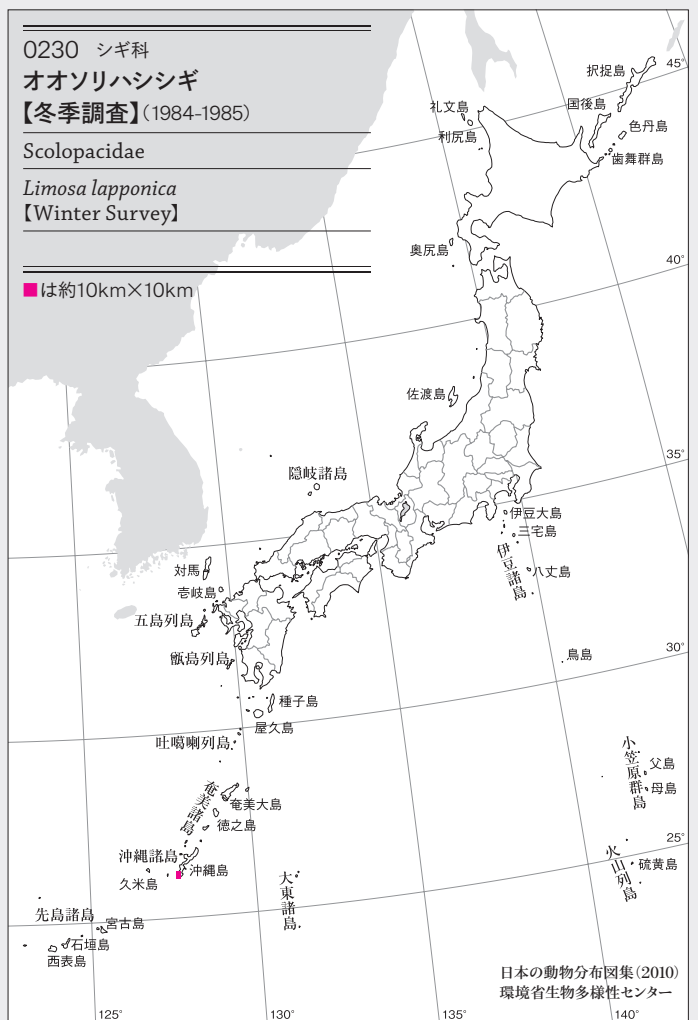 0230 シギ科
オオソリハシシギ
【冬季調査】(1984-1985)
Scolopacidae
Limosa lapponica
【Winter Survey】
■は約10km×10km
択捉島
45°
礼文島
国後島
色丹島
利尻島
歯舞群島
奥尻島
40°
佐渡島
35°
隠岐諸島
伊豆大島
三宅島
伊豆諸島
八丈島
対馬
壱岐島
五島列島
甑島列島
鳥島
30°
種子島
屋久島
吐噶喇列島
小笠原群島
父島
母島
奄美諸島
奄美大島
徳之島
25°
沖縄諸島
沖縄島
久米島
火山列島
硫黄島
大東諸島
先島諸島
宮古島
石垣島
西表島
日本の動物分布図集(2010)
環境省生物多様性センター
125°
130°
135°
140°